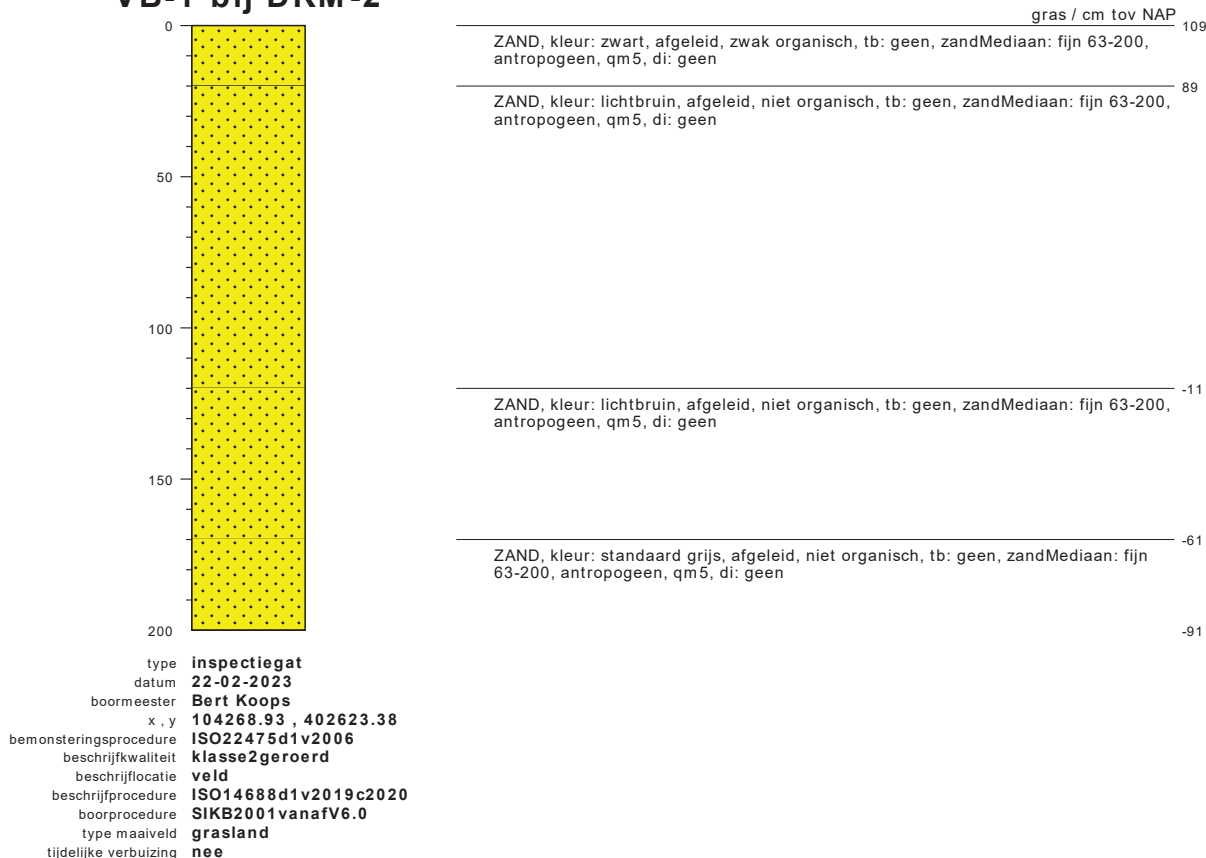 VB-1 bij DKM-2
gras / cm tov NAP
0
109
ZAND, kleur: zwart, afgeleid, zwak organisch, tb: geen, zandMediaan: fijn 63-200,
antropogeen, qm5, di: geen
89
ZAND, kleur: lichtbruin, afgeleid, niet organisch, tb: geen, zandMediaan: fijn 63-200,
antropogeen, qm5, di: geen
50
100
-11
ZAND, kleur: lichtbruin, afgeleid, niet organisch, tb: geen, zandMediaan: fijn 63-200,
antropogeen, qm5, di: geen
150
-61
ZAND, kleur: standaard grijs, afgeleid, niet organisch, tb: geen, zandMediaan: fijn
63-200, antropogeen, qm5, di: geen
200
-91
type inspectiegat
datum 22-02-2023
boormeester Bert Koops
x , y 104268.93 , 402623.38
bemonsteringsprocedure ISO22475d1v2006
beschrijfkwaliteit klasse2geroerd
beschrijflocatie veld
beschrijfprocedure ISO14688d1v2019c2020
boorprocedure SIKB2001vanafV6.0
type maaiveld grasland
tijdelijke verbuizing nee